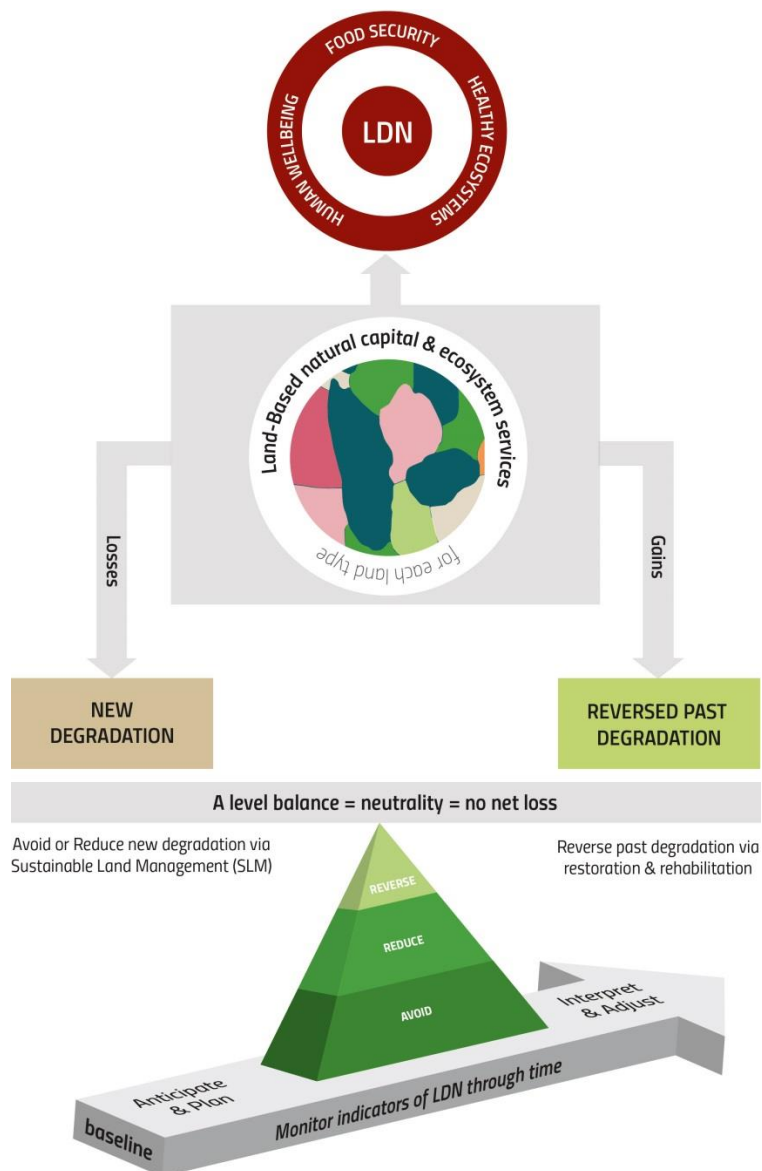 FOOD SECURITY
HUMAN WELLBEING
HEALTHY ECOSYSTEMS
LDN
Land-Based natural capital & ecosystem services
for each land type
Losses
Gains
NEW
DEGRADATION
REVERSED PAST
DEGRADATION
A level balance = neutrality = no net loss
Avoid or Reduce new degradation via
Sustainable Land Management (SLM)
Reverse past degradation via
restoration & rehabilitation
REVERSE
REDUCE
AVOID
Anticipate
& Plan
Interpret
& Adjust
baseline
Monitor indicators of LDN through time